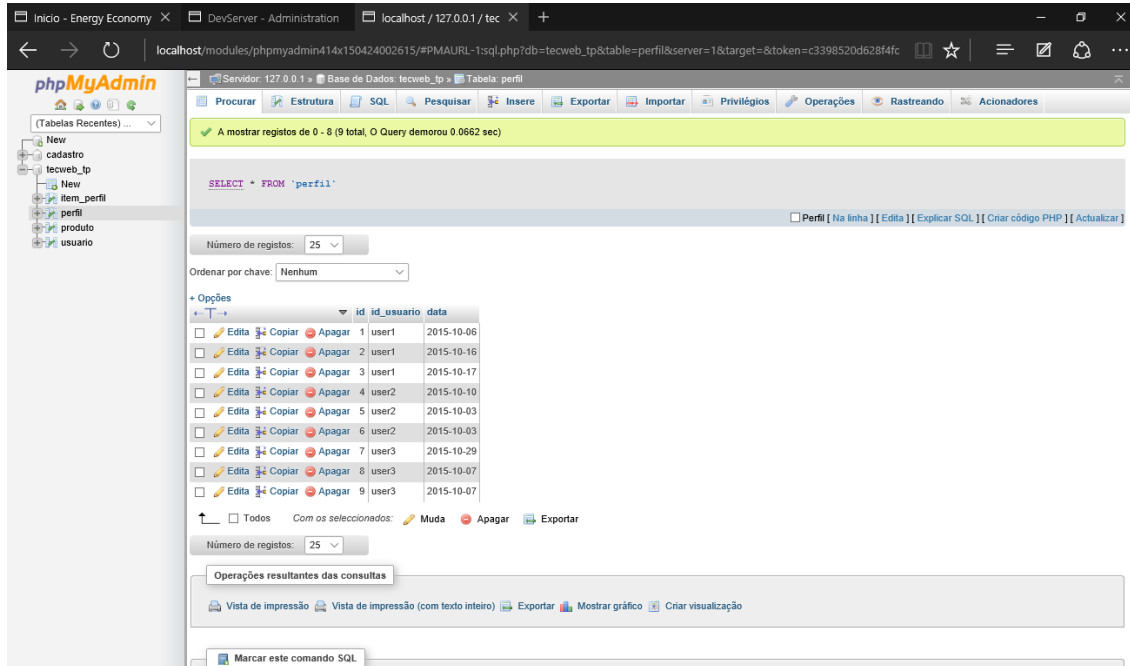 Inicio - Energy Economy
DevServer - Administration
localhost / 127.0.0.1 / tec
localhost/modules/phpmyadmin414x150424002615/#PMAURL-1:sql.php?db=tecweb_tp&table=perfil&server=1&target=&token=c3398520d628f4fc
phpMyAdmin
(Tabelas Recentes) ...
New
cadastro
tecweb_tp
New
item_perfil
perfil
produto
usuario
Servidor: 127.0.0.1 » Base de Dados: tecweb_tp » Tabela: perfil
Procurar Estrutura SQL Pesquisar Insere Exportar Importar Privilégios Operações Rastreando Acionadores
A mostrar registos de 0 - 8 (9 total, O Query demorou 0.0662 sec)
SELECT * FROM `perfil`
Perfil [ Na linha ] [ Edita ] [ Explicar SQL ] [ Criar código PHP ] [ Actualizar ]
Número de registos: 25
Ordenar por chave: Nenhum
+ Opções
←T→ id id_usuario data
Edita Copiar Apagar 1 user1 2015-10-06
Edita Copiar Apagar 2 user1 2015-10-16
Edita Copiar Apagar 3 user1 2015-10-17
Edita Copiar Apagar 4 user2 2015-10-10
Edita Copiar Apagar 5 user2 2015-10-03
Edita Copiar Apagar 6 user2 2015-10-03
Edita Copiar Apagar 7 user3 2015-10-29
Edita Copiar Apagar 8 user3 2015-10-07
Edita Copiar Apagar 9 user3 2015-10-07
Todos Com os seleccionados: Muda Apagar Exportar
Número de registos: 25
Operações resultantes das consultas
Vista de impressão Vista de impressão (com texto inteiro) Exportar Mostrar gráfico Criar visualização
Marcar este comando SQL